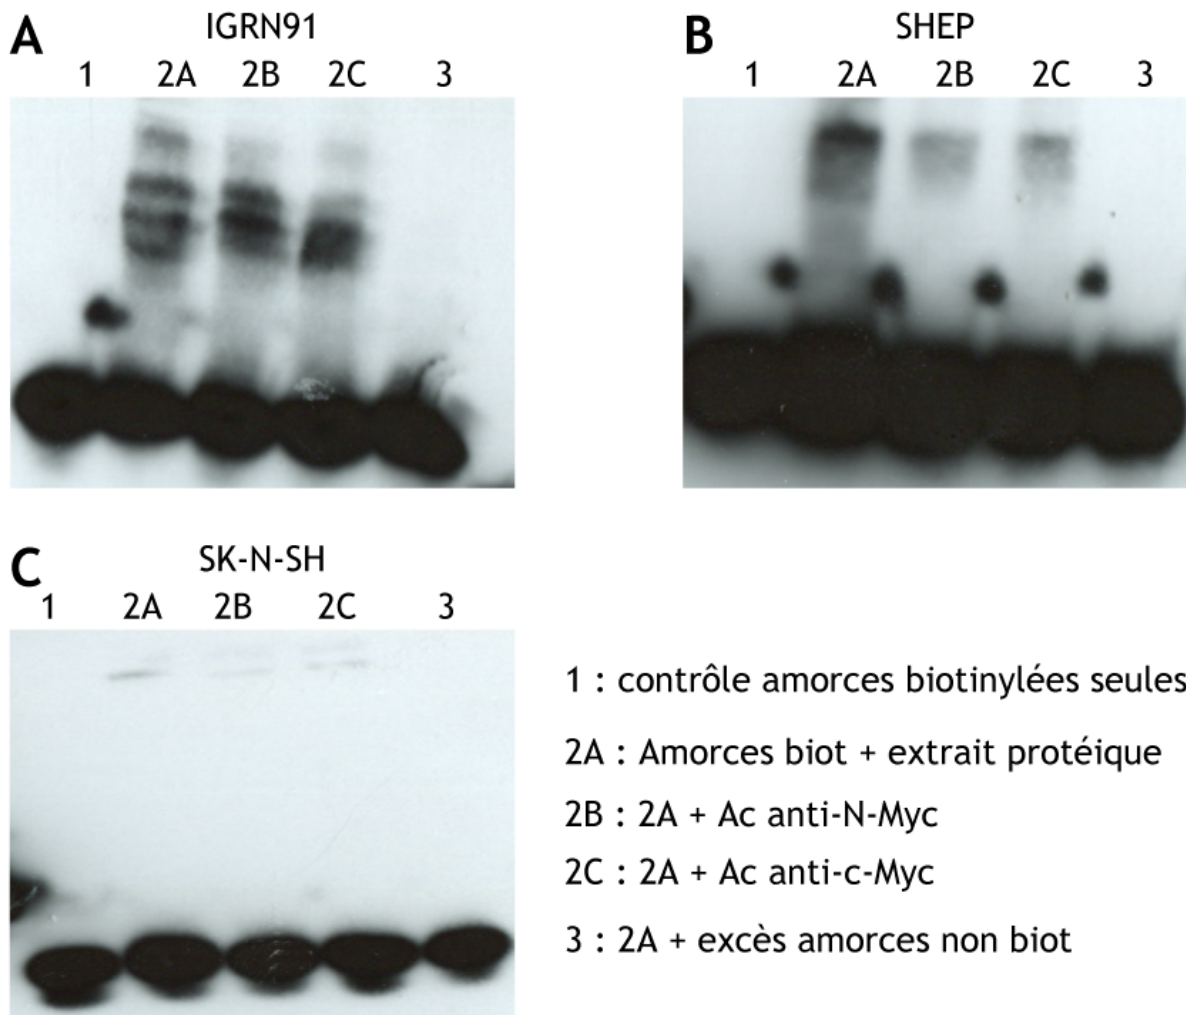 A
IGRN91
1 2A 2B 2C 3
B
SHEP
1 2A 2B 2C 3
C
SK-N-SH
1 2A 2B 2C 3
1 : contrôle amorces biotinylées seules
2A : Amorces biot + extrait protéique
2B : 2A + Ac anti-N-Myc
2C : 2A + Ac anti-c-Myc
3 : 2A + excès amorces non biot